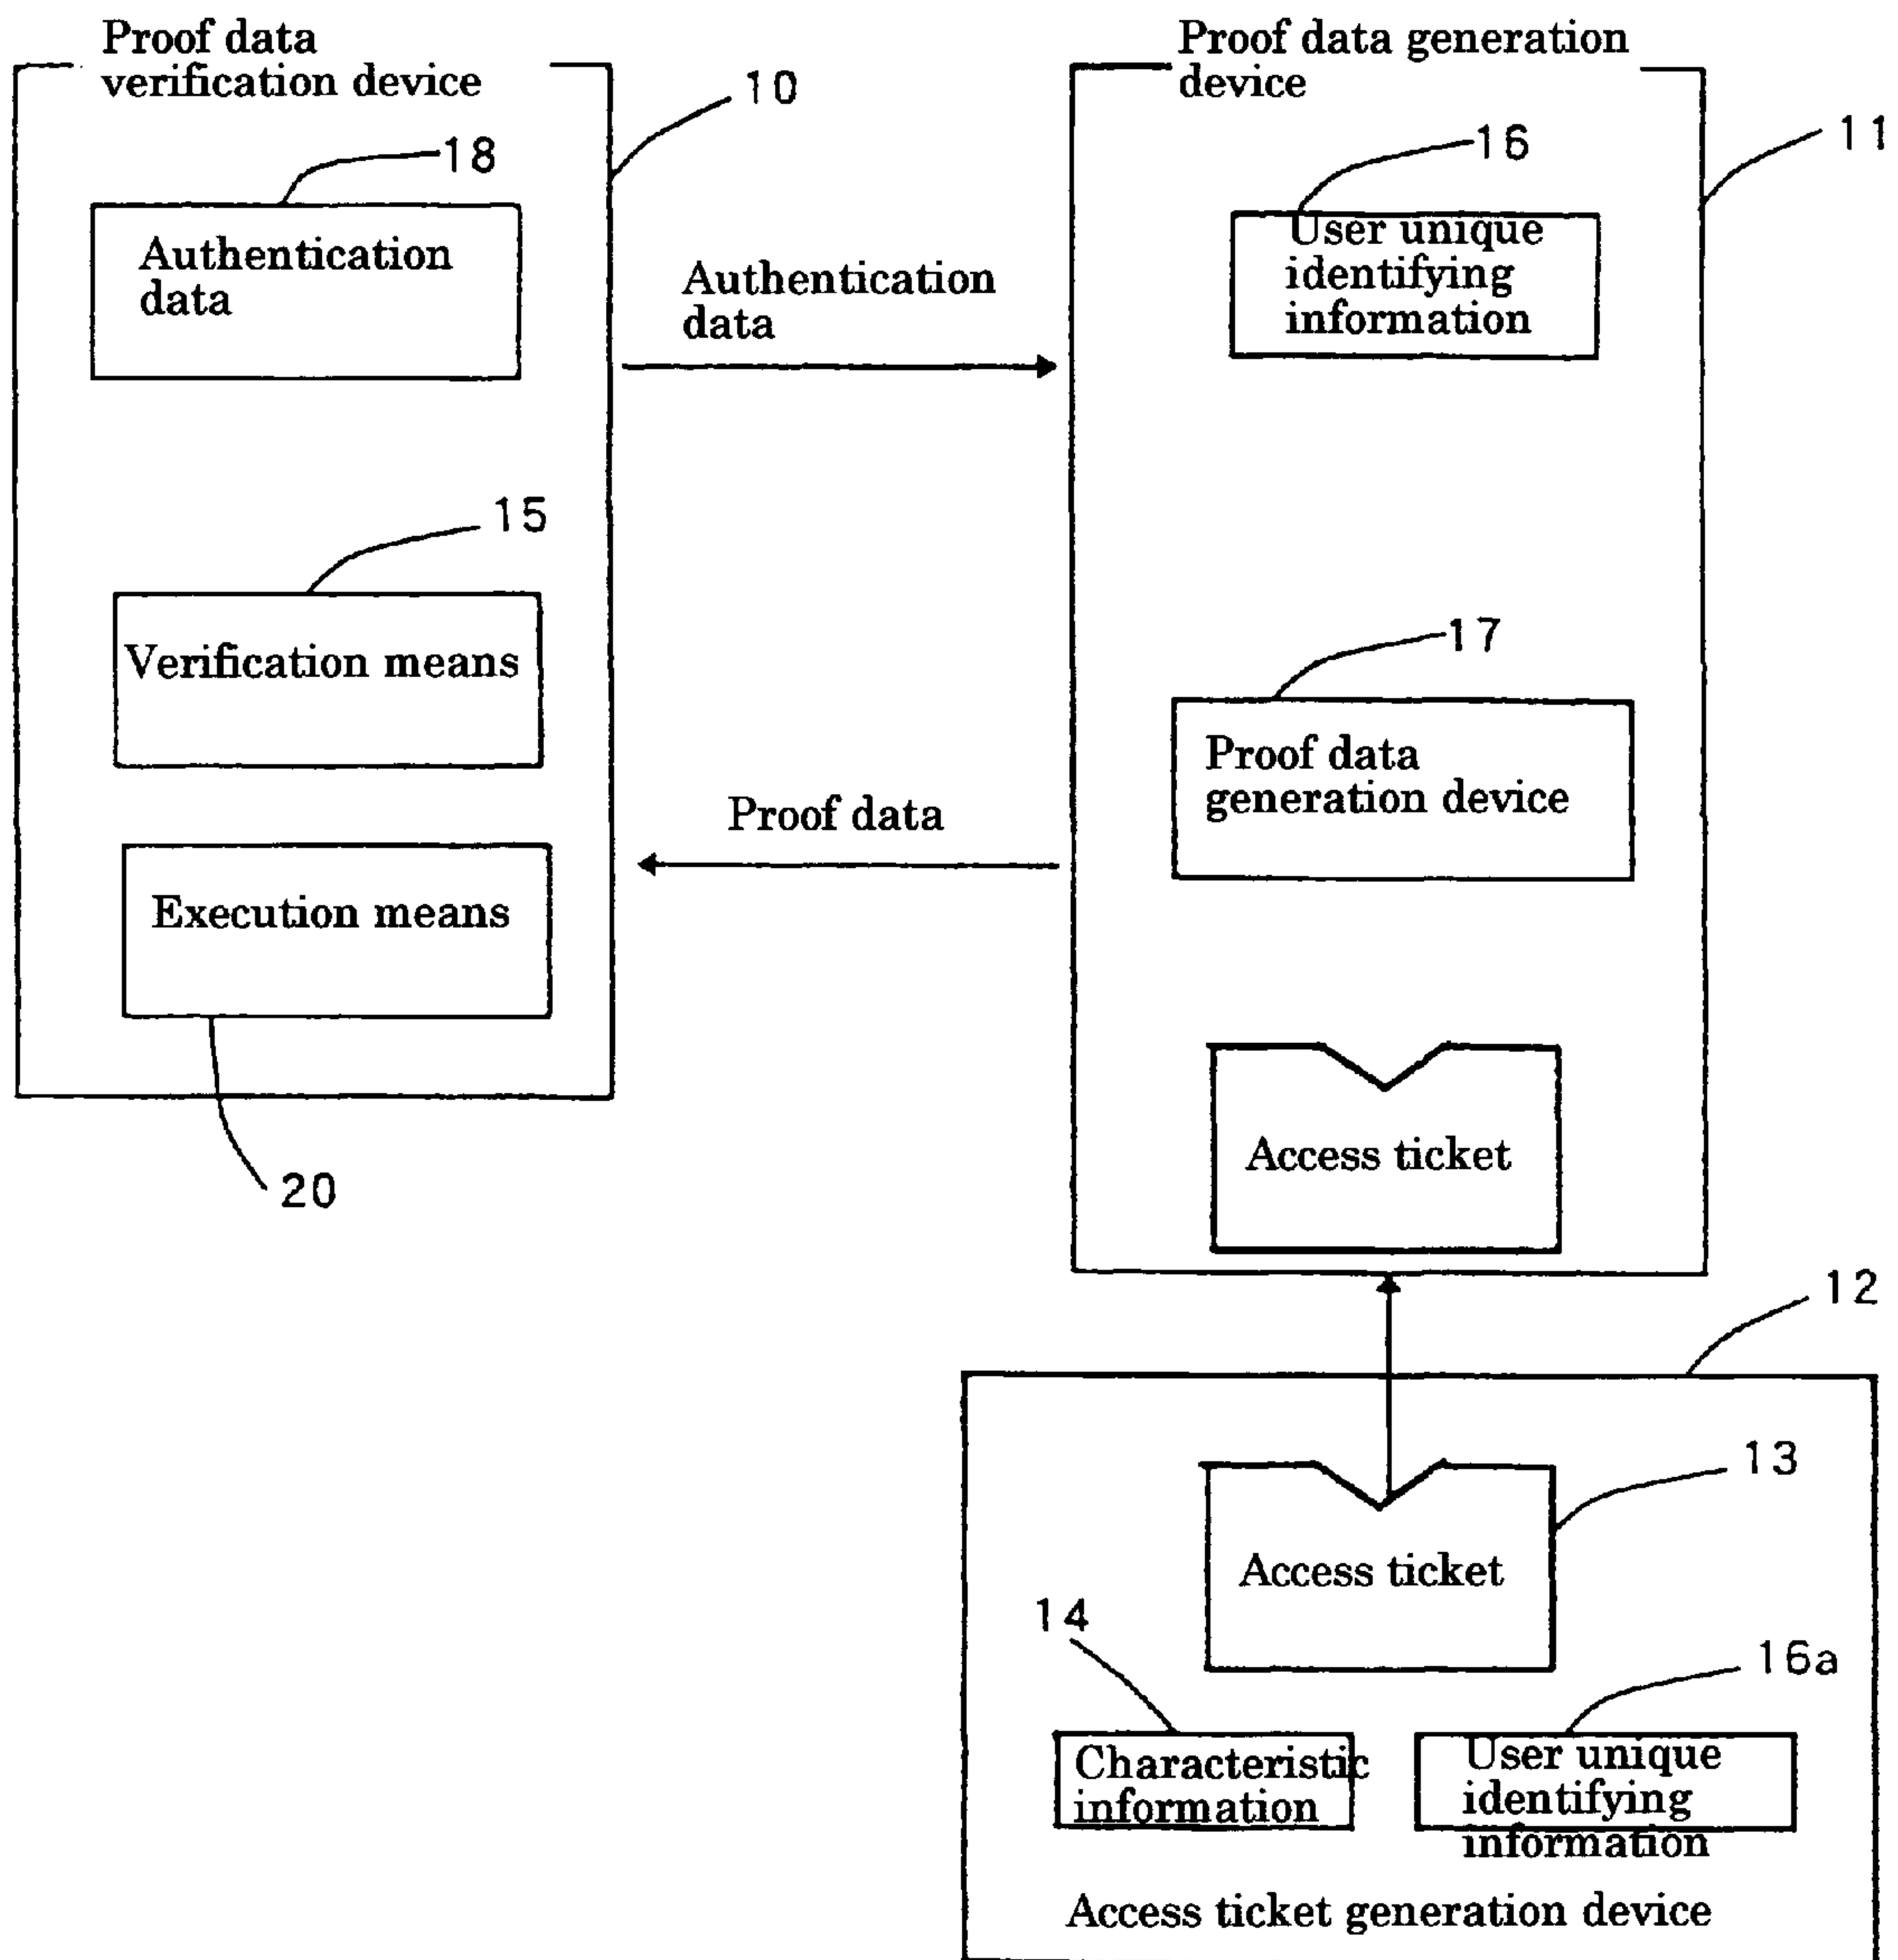 Proof data
verification device
10
18
Authentication
data
15
Verification means
Execution means
20
Authentication
data
Proof data
Proof data generation
device
11
16
User unique
identifying
information
17
Proof data
generation device
Access ticket
12
13
Access ticket
14
Characteristic
information
16a
User unique
identifying
information
Access ticket generation device